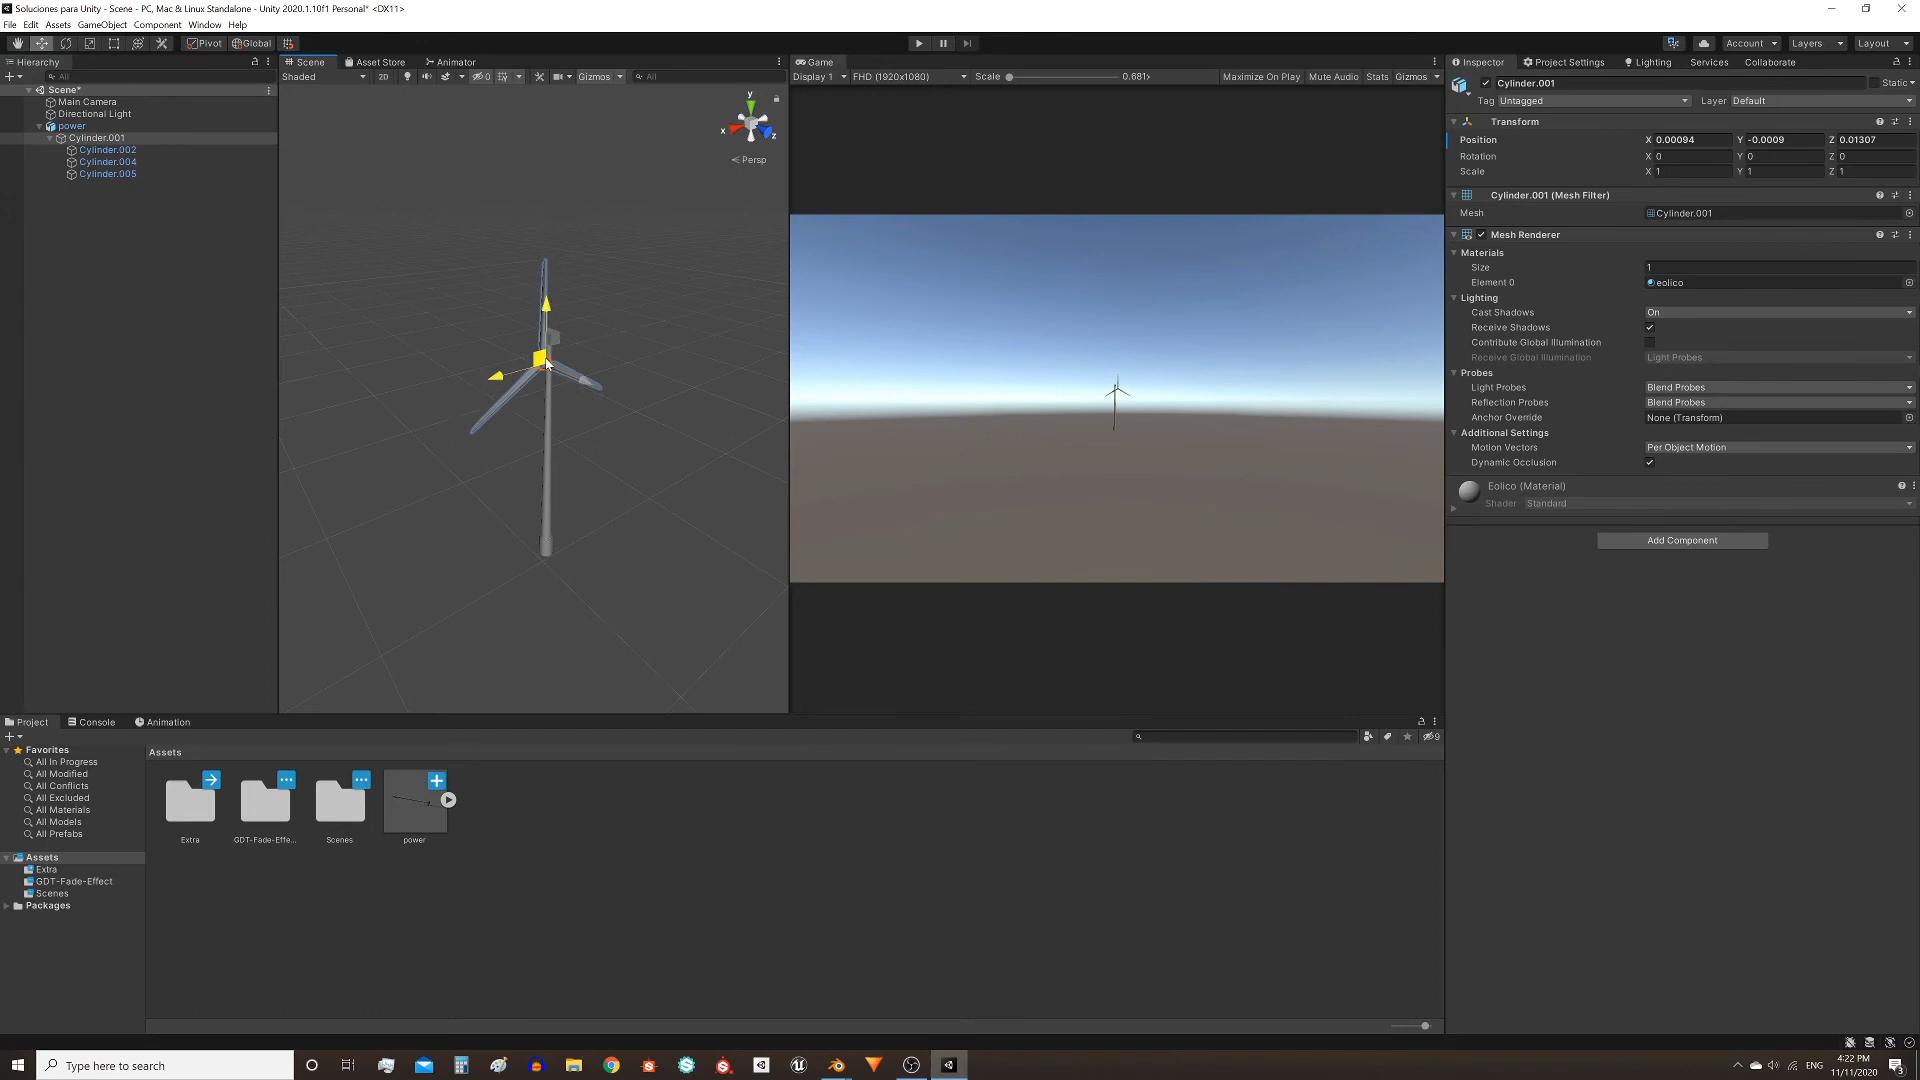 Soluciones para Unity - Scene - PC, Mac & Linux Standalone - Unity 2020.1.10f1 Personal* <DX11>
File Edit Assets GameObject Component Window Help
Pivot Global Account Layers Layout
Hierarchy Scene Asset Store Animator Game Inspector Project Settings Lighting Services Collaborate
All Shaded 2D 0 Gizmos All Display 1 FHD (1920x1080) Scale 0.681x Maximize On Play Mute Audio Stats Gizmos
Scene*
Main Camera
Directional Light
power
Cylinder.001
Cylinder.002
Cylinder.004
Cylinder.005
y
x z
Persp
Cylinder.001 Static
Tag Untagged Layer Default
Transform
Position X 0.00094 Y -0.0009 Z 0.01307
Rotation X 0 Y 0 Z 0
Scale X 1 Y 1 Z 1
Cylinder.001 (Mesh Filter)
Mesh Cylinder.001
Mesh Renderer
Materials
Size 1
Element 0 eolico
Lighting
Cast Shadows On
Receive Shadows
Contribute Global Illumination
Receive Global Illumination Light Probes
Probes
Light Probes Blend Probes
Reflection Probes Blend Probes
Anchor Override None (Transform)
Additional Settings
Motion Vectors Per Object Motion
Dynamic Occlusion
Eolico (Material)
Shader Standard
Add Component
Project Console Animation
9
Favorites
All In Progress
All Modified
All Conflicts
All Excluded
All Materials
All Models
All Prefabs
Assets
Extra
GDT-Fade-Effect
Scenes
Packages
Assets
Extra GDT-Fade-Effe... Scenes power
Type here to search
ENG
4:22 PM
11/11/2020
3